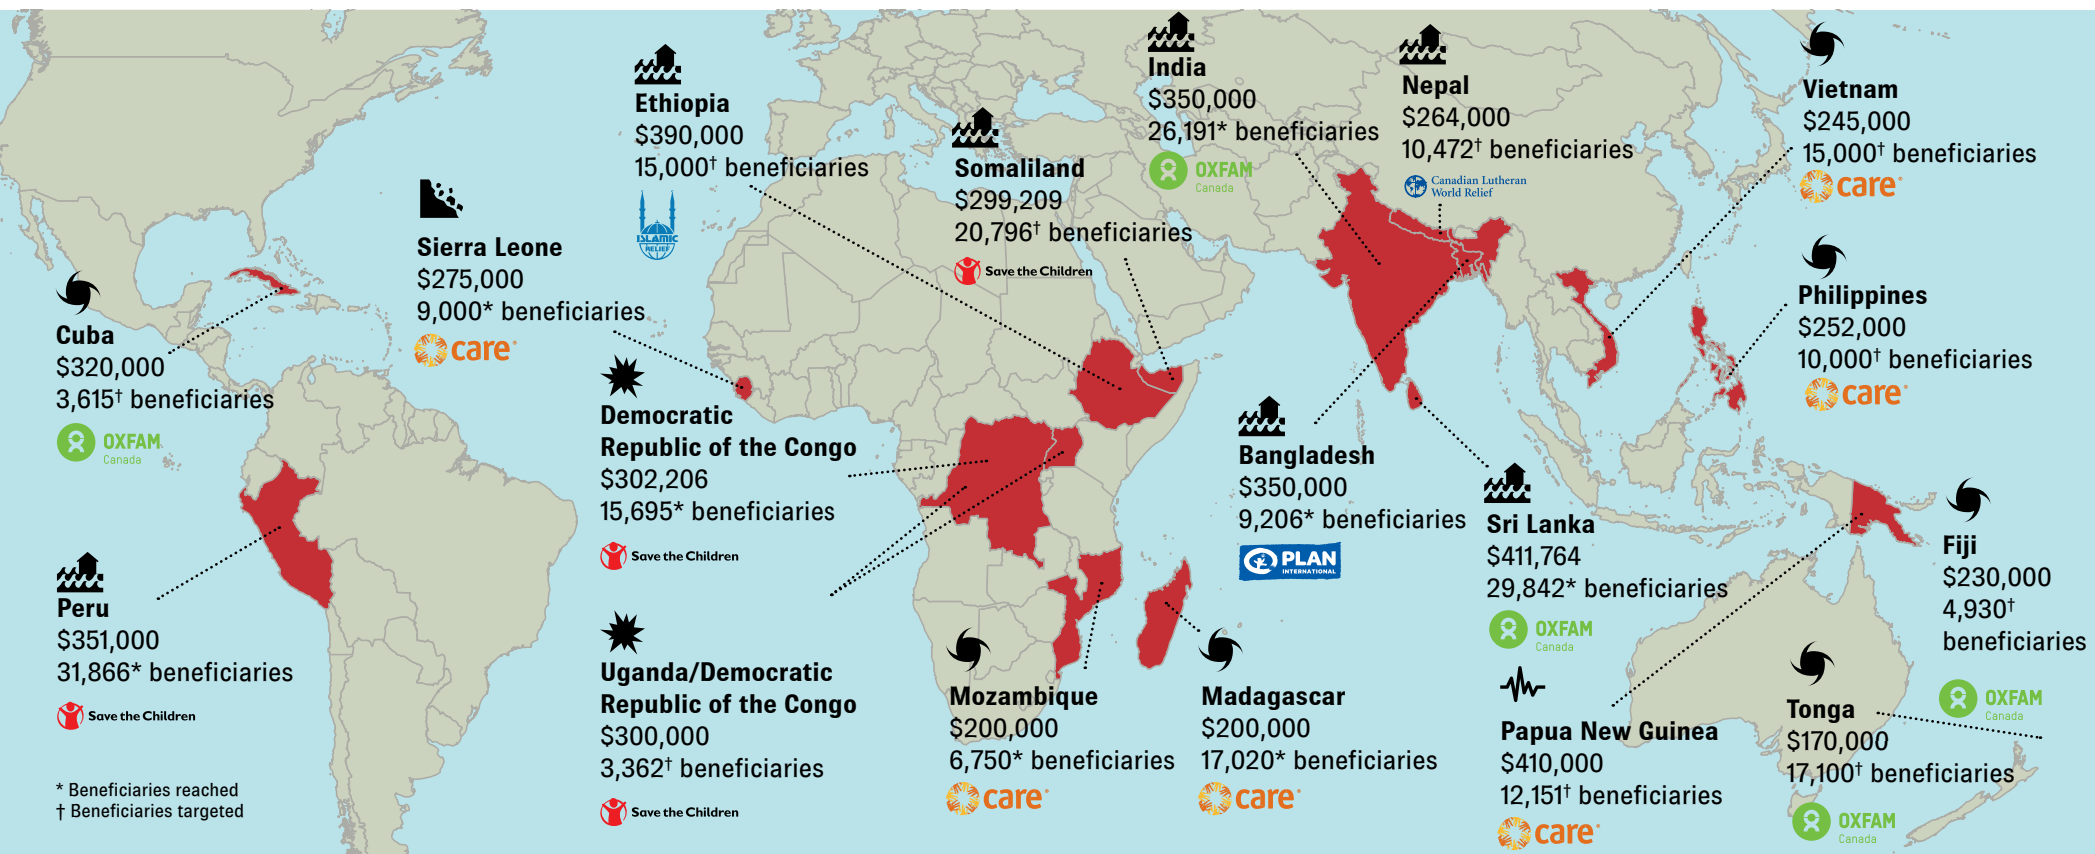 Ethiopia
$390,000
15,000† beneficiaries
ISLAMIC
RELIEF
Somaliland
$299,209
20,796† beneficiaries
Save the Children
India
$350,000
26,191* beneficiaries
OXFAM
Canada
Nepal
$264,000
10,472† beneficiaries
Canadian Lutheran
World Relief
Vietnam
$245,000
15,000† beneficiaries
care
Sierra Leone
$275,000
9,000* beneficiaries
care
Cuba
$320,000
3,615† beneficiaries
OXFAM
Canada
Philippines
$252,000
10,000† beneficiaries
care
Democratic
Republic of the Congo
$302,206
15,695* beneficiaries
Save the Children
Bangladesh
$350,000
9,206* beneficiaries
PLAN
INTERNATIONAL
Sri Lanka
$411,764
29,842* beneficiaries
OXFAM
Canada
Fiji
$230,000
4,930†
beneficiaries
OXFAM
Canada
Peru
$351,000
31,866* beneficiaries
Save the Children
Uganda/Democratic
Republic of the Congo
$300,000
3,362† beneficiaries
Save the Children
Mozambique
$200,000
6,750* beneficiaries
care
Madagascar
$200,000
17,020* beneficiaries
care
Papua New Guinea
$410,000
12,151† beneficiaries
care
Tonga
$170,000
17,100† beneficiaries
OXFAM
Canada
* Beneficiaries reached
† Beneficiaries targeted